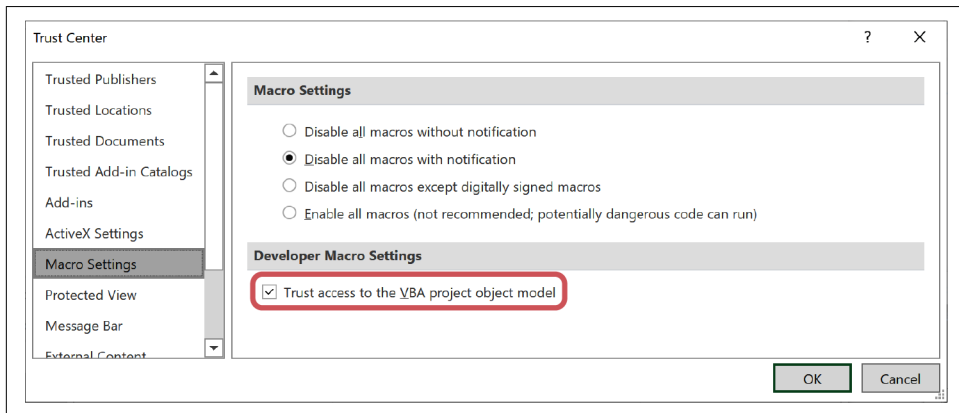 Trust Center
? X
Trusted Publishers
Trusted Locations
Trusted Documents
Trusted Add-in Catalogs
Add-ins
ActiveX Settings
Macro Settings
Protected View
Message Bar
External Content
Macro Settings
Disable all macros without notification
Disable all macros with notification
Disable all macros except digitally signed macros
Enable all macros (not recommended; potentially dangerous code can run)
Developer Macro Settings
Trust access to the VBA project object model
OK
Cancel